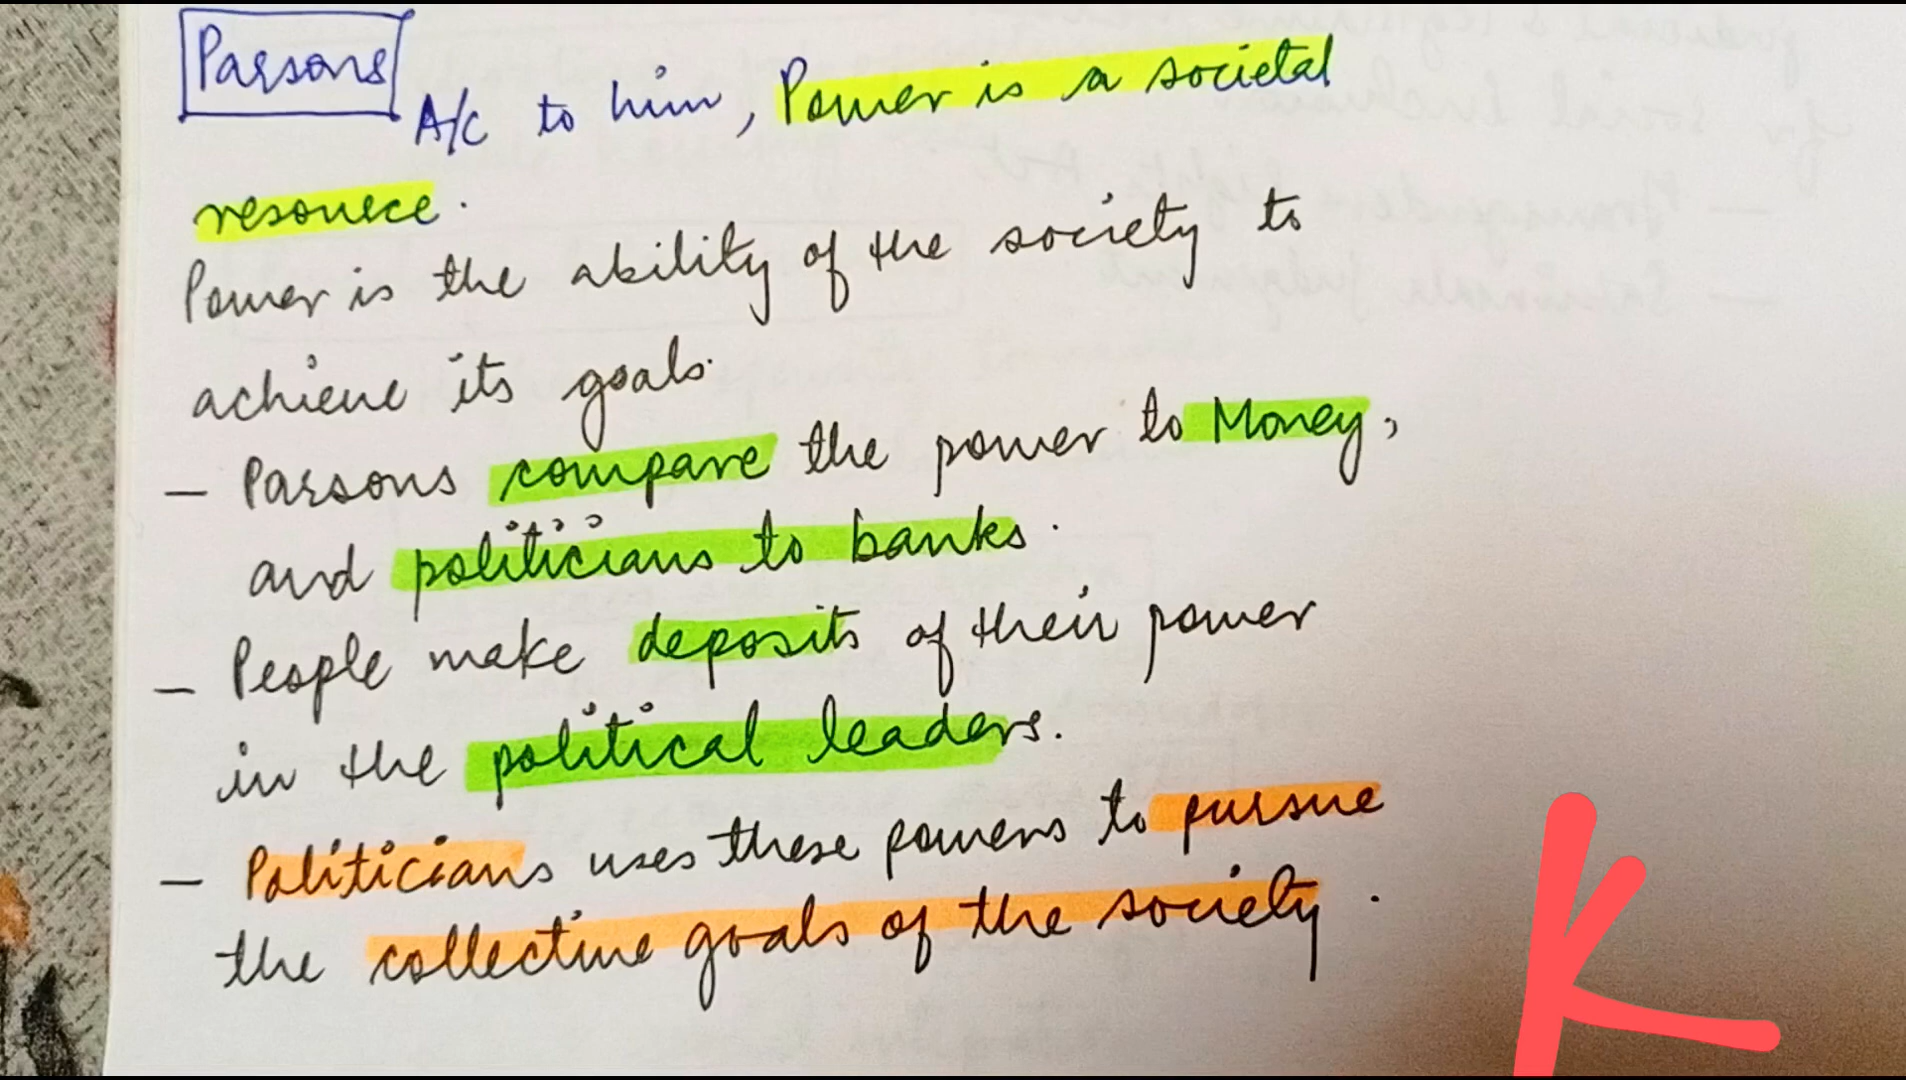 Parsons
A/c to him, Power is a societal
resource.
Power is the ability of the society to
achieve its goals.
– Parsons compare the power to Money,
and politicians to banks.
– People make deposits of their power
in the political leaders.
– Politicians uses these powers to pursue
the collective goals of the society.
K